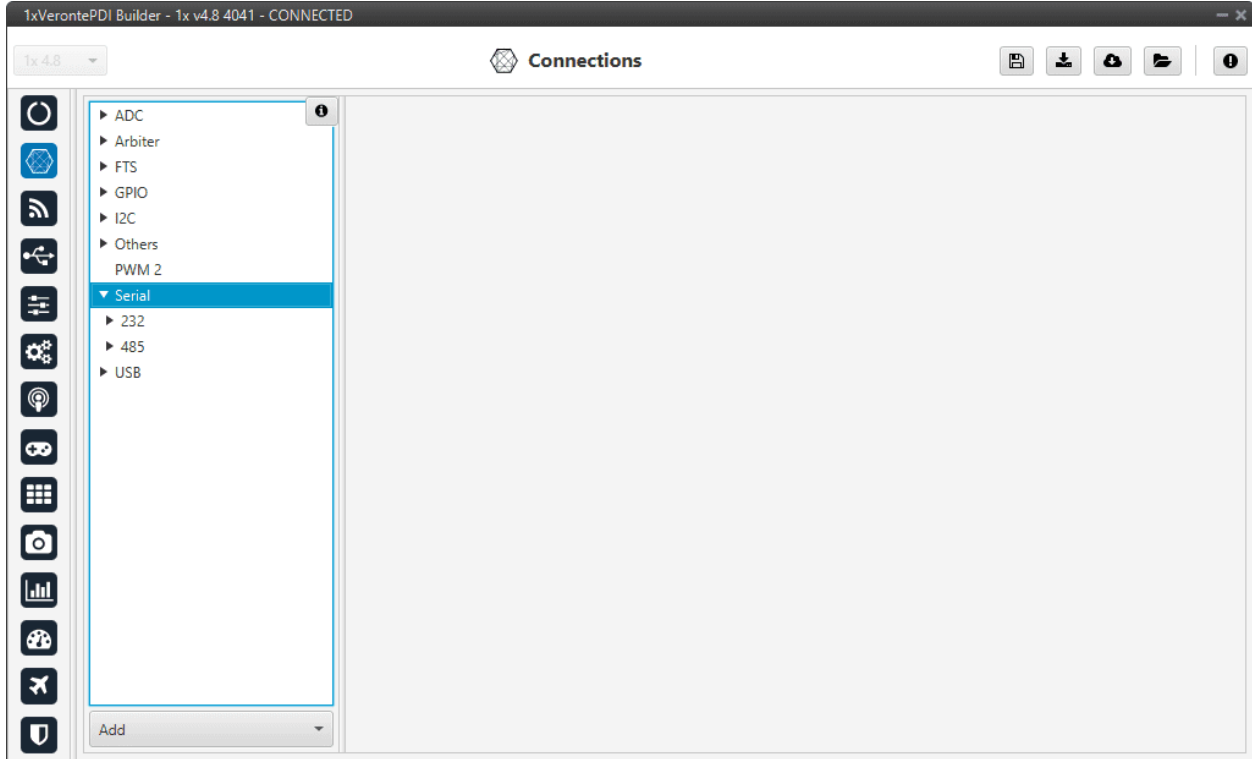 1xVerontePDI Builder - 1x v4.8 4041 - CONNECTED
1x 4.8
Connections
ADC
Arbiter
FTS
GPIO
I2C
Others
PWM 2
Serial
232
485
USB
Add